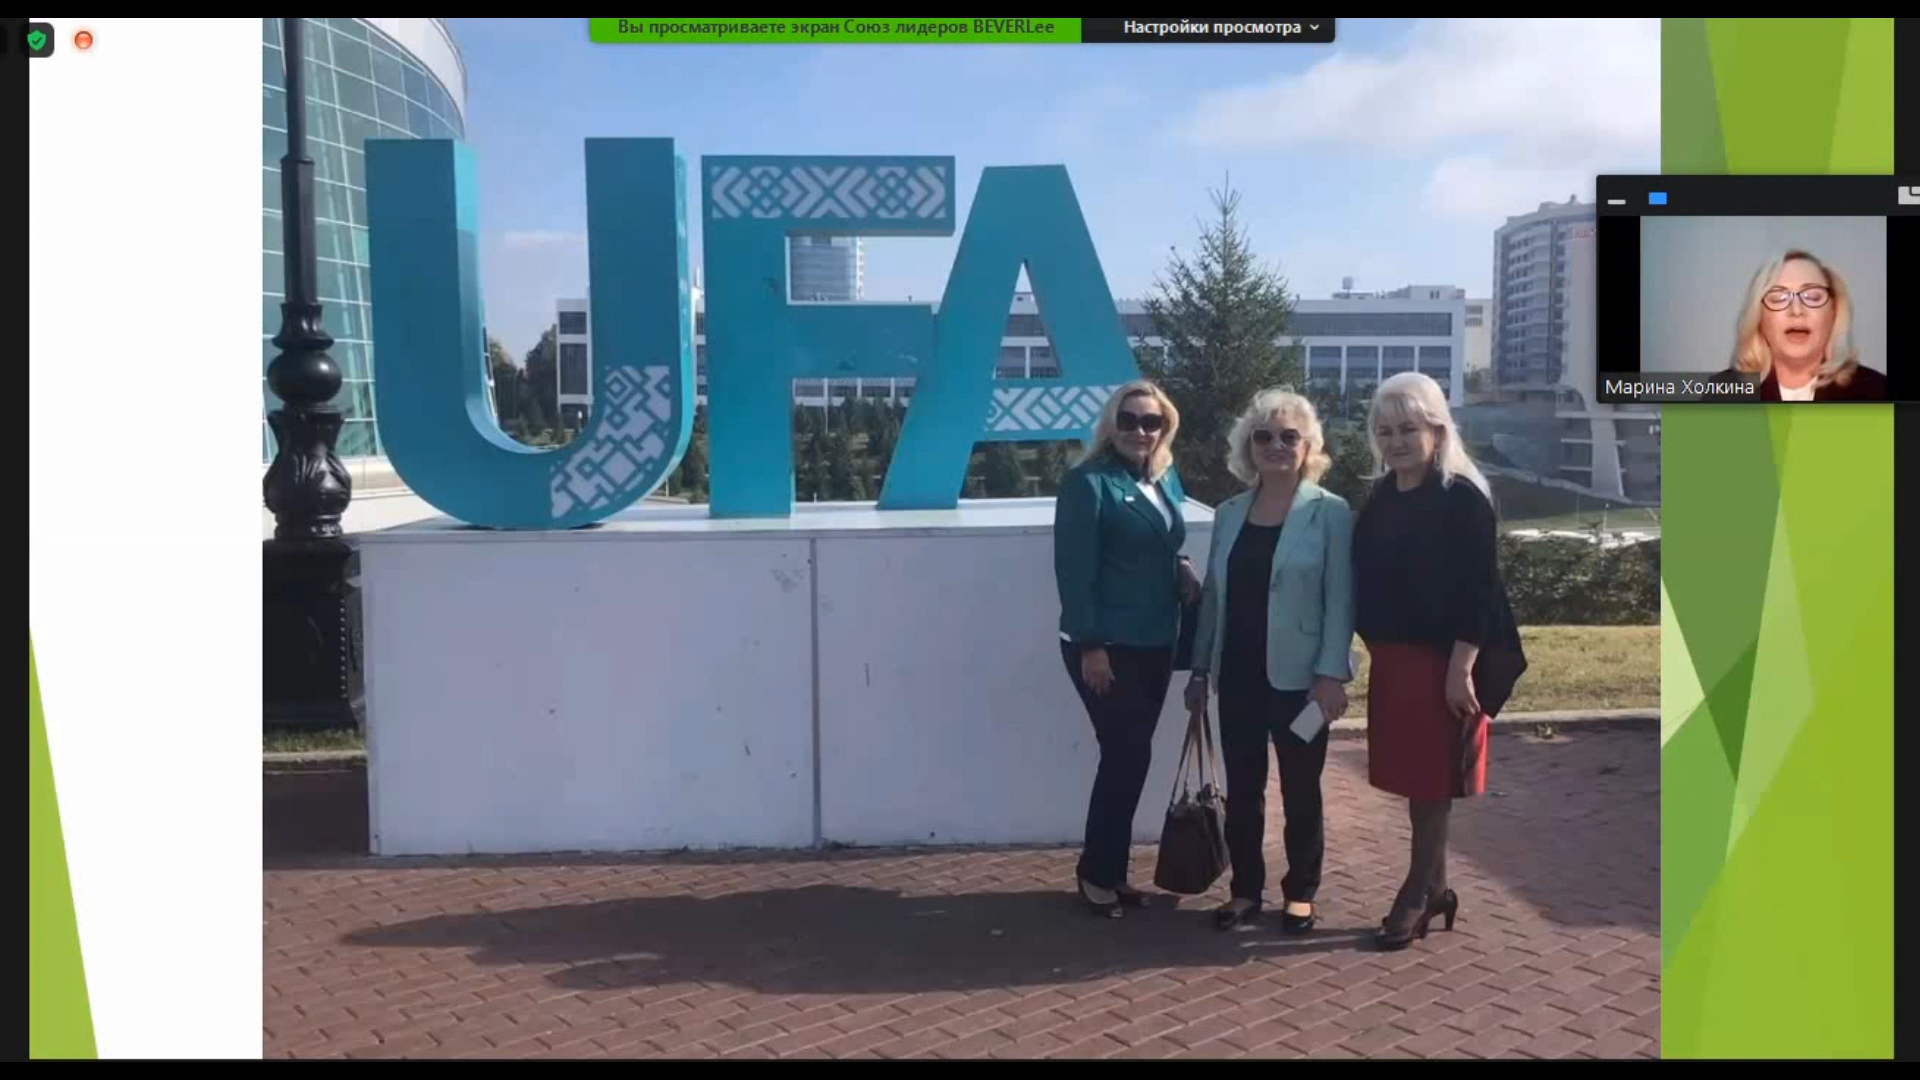 Вы просматриваете экран Союз лидеров BEVERLee
Настройки просмотра
UFA
Марина Холкина